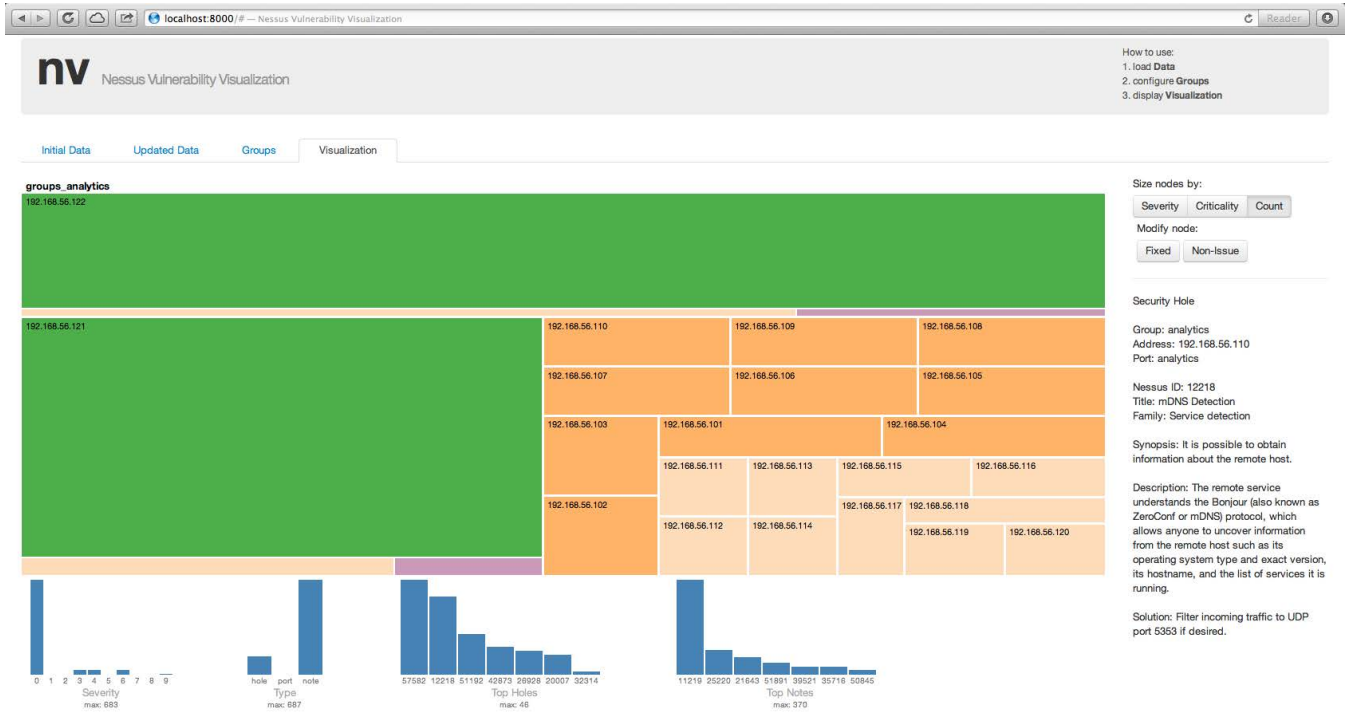 localhost:8000/# — Nessus Vulnerability Visualization
Reader
nv Nessus Vulnerability Visualization
How to use:
1. load Data
2. configure Groups
3. display Visualization
Initial Data Updated Data Groups Visualization
groups_analytics
192.168.56.122
192.168.56.121
192.168.56.110 192.168.56.109 192.168.56.108
192.168.56.107 192.168.56.106 192.168.56.105
192.168.56.103 192.168.56.101 192.168.56.104
192.168.56.111 192.168.56.113 192.168.56.115 192.168.56.116
192.168.56.102 192.168.56.117 192.168.56.118
192.168.56.112 192.168.56.114 192.168.56.119 192.168.56.120
Size nodes by:
Severity Criticality Count
Modify node:
Fixed Non-Issue
Security Hole
Group: analytics
Address: 192.168.56.110
Port: analytics
Nessus ID: 12218
Title: mDNS Detection
Family: Service detection
Synopsis: It is possible to obtain
information about the remote host.
Description: The remote service
understands the Bonjour (also known as
ZeroConf or mDNS) protocol, which
allows anyone to uncover information
from the remote host such as its
operating system type and exact version,
its hostname, and the list of services it is
running.
Solution: Filter incoming traffic to UDP
port 5353 if desired.
0 1 2 3 4 5 6 7 8 9
Severity
max: 683
hole port note
Type
max: 687
57582 12218 51192 42873 26928 20007 32314
Top Holes
max: 46
11219 25220 21643 51891 39521 35716 50845
Top Notes
max: 370